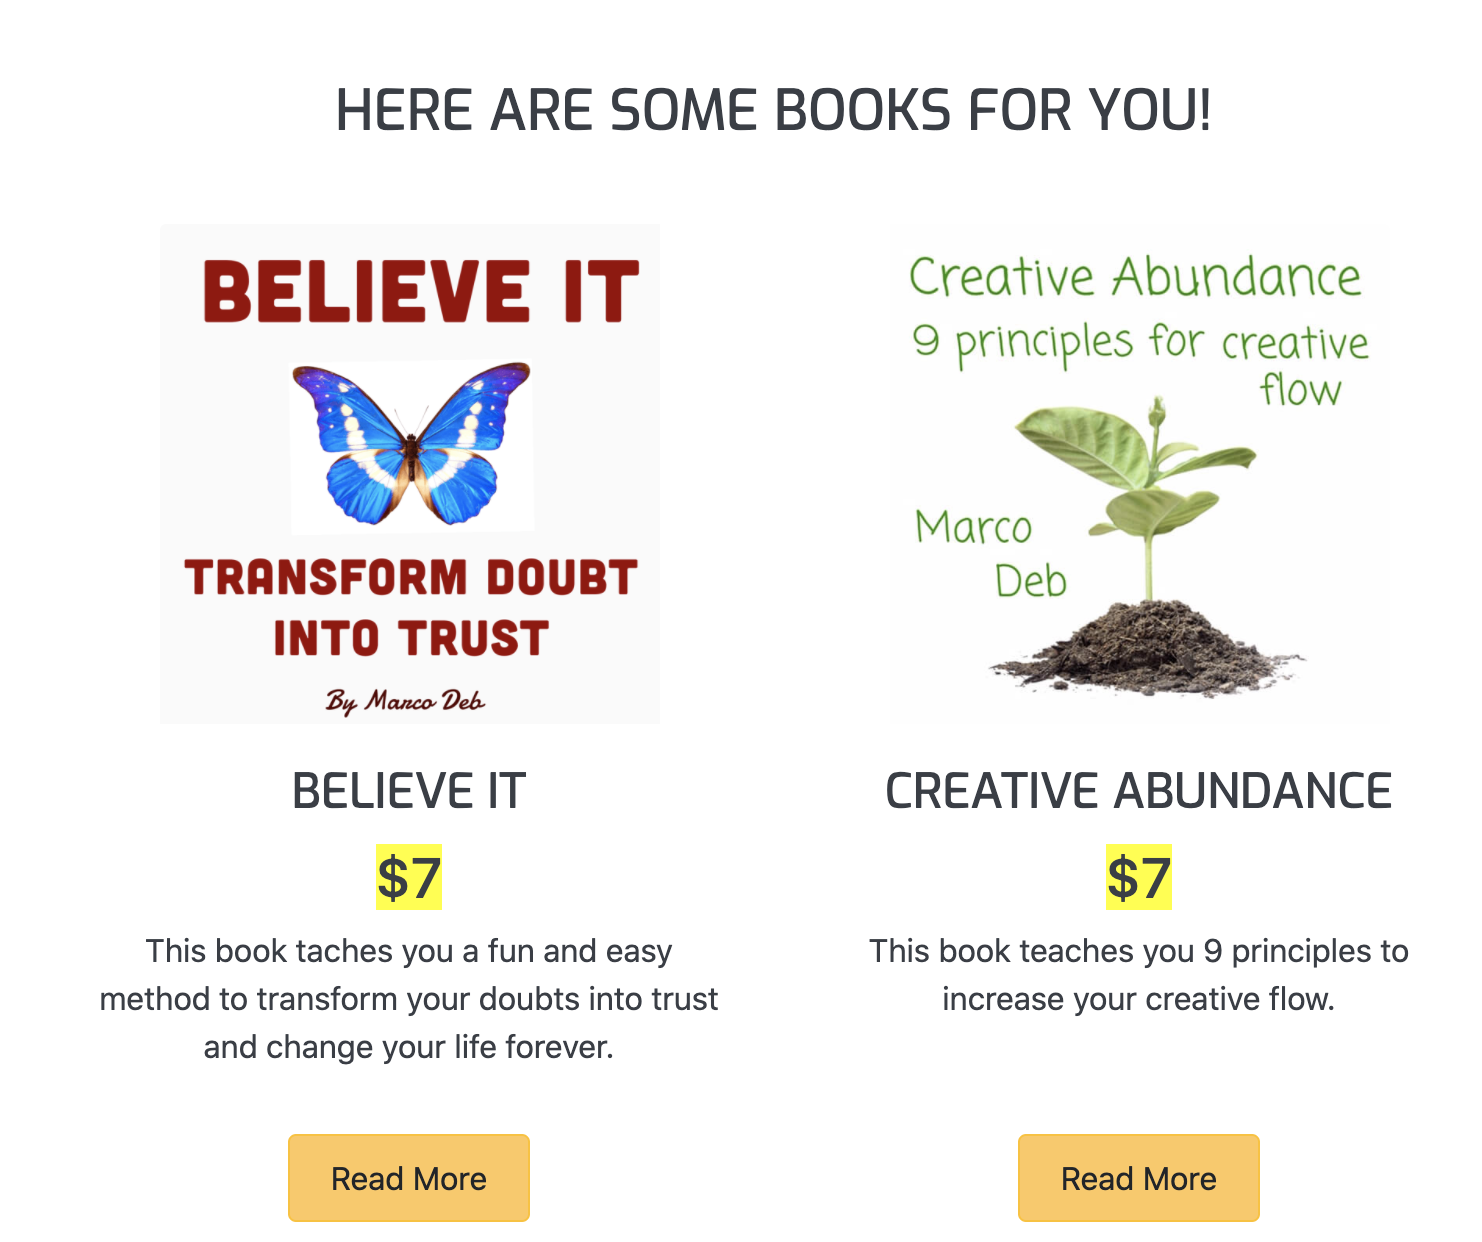 HERE ARE SOME BOOKS FOR YOU!
BELIEVE IT
TRANSFORM DOUBT
INTO TRUST
By Marco Deb
BELIEVE IT
$7
This book taches you a fun and easy
method to transform your doubts into trust
and change your life forever.
Read More
Creative Abundance
9 principles for creative
flow
Marco
Deb
CREATIVE ABUNDANCE
$7
This book teaches you 9 principles to
increase your creative flow.
Read More